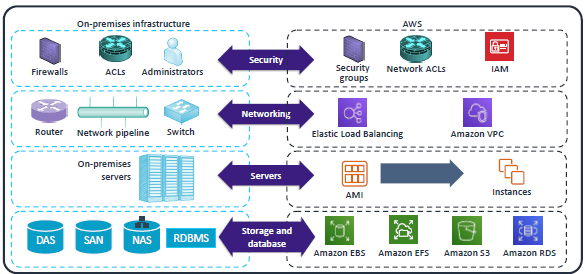 On-premises infrastructure
AWS
Firewalls
ACLs
Administrators
Security
Security
groups
Network ACLs
IAM
Router
Network pipeline
Switch
Networking
Elastic Load Balancing
Amazon VPC
On-premises
servers
Servers
AMI
Instances
DAS
SAN
NAS
RDBMS
Storage and
database
Amazon EBS
Amazon EFS
Amazon S3
Amazon RDS